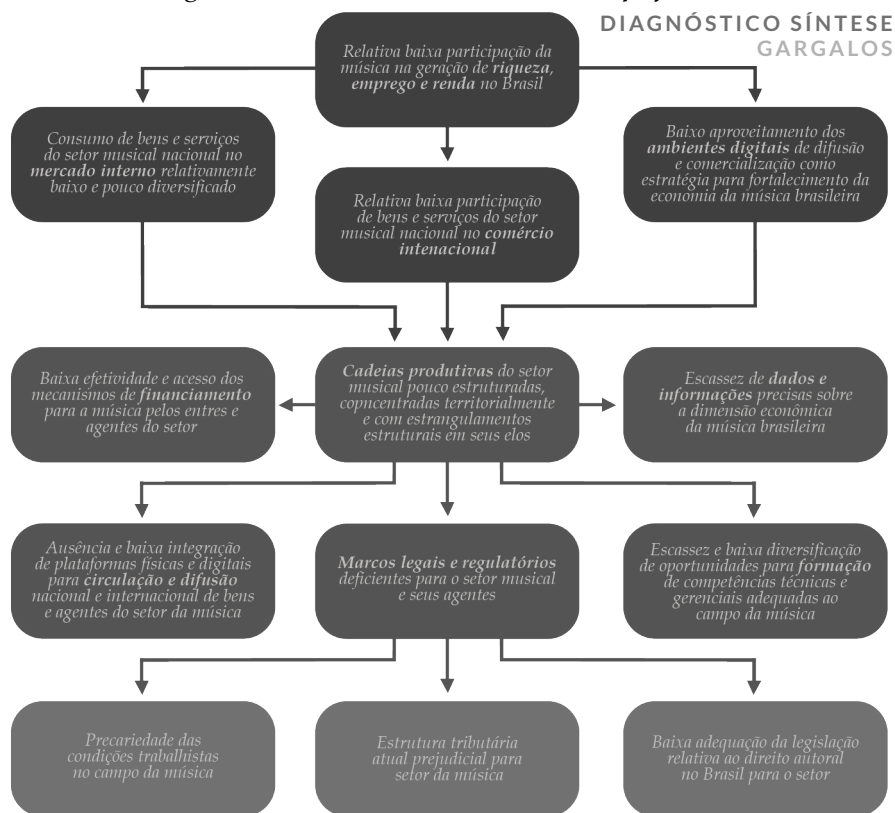 DIAGNÓSTICO SÍNTESE
GARGALOS
Relativa baixa participação da
música na geração de riqueza,
emprego e renda no Brasil
Consumo de bens e serviços
do setor musical nacional no
mercado interno relativamente
baixo e pouco diversificado
Relativa baixa participação
de bens e serviços do setor
musical nacional no comércio
intenacional
Baixo aproveitamento dos
ambientes digitais de difusão
e comercialização como
estratégia para fortalecimento da
economia da música brasileira
Baixa efetividade e acesso dos
mecanismos de financiamento
para a música pelos entres e
agentes do setor
Cadeias produtivas do setor
musical pouco estruturadas,
copncentradas territorialmente
e com estrangulamentos
estruturais em seus elos
Escassez de dados e
informações precisas sobre
a dimensão econômica
da música brasileira
Ausência e baixa integração
de plataformas físicas e digitais
para circulação e difusão
nacional e internacional de bens
e agentes do setor da música
Marcos legais e regulatórios
deficientes para o setor musical
e seus agentes
Escassez e baixa diversificação
de oportunidades para formação
de competências técnicas e
gerenciais adequadas ao
campo da música
Precariedade das
condições trabalhistas
no campo da música
Estrutura tributária
atual prejudicial para
setor da música
Baixa adequação da legislação
relativa ao direito autoral
no Brasil para o setor